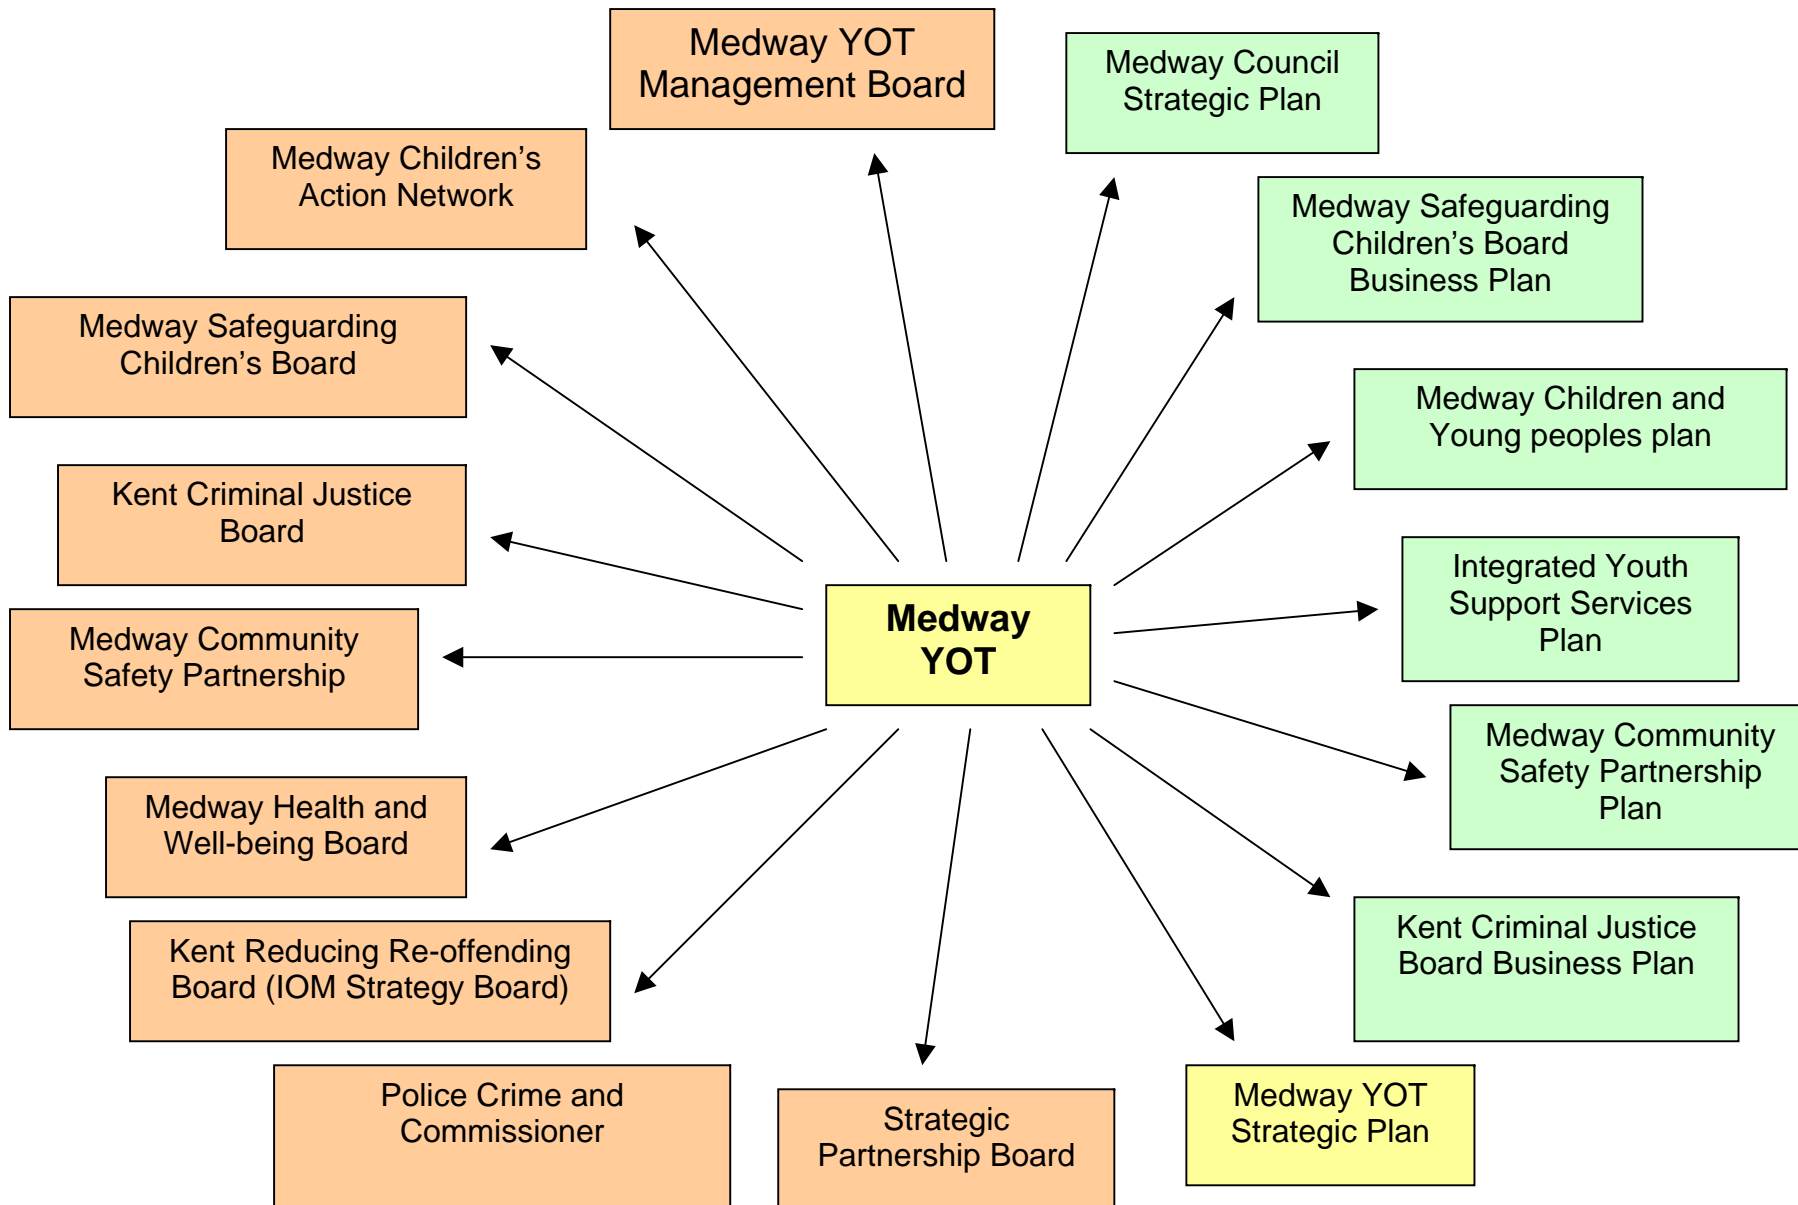 Medway YOT
Management Board
Medway Council
Strategic Plan
Medway Children’s
Action Network
Medway Safeguarding
Children’s Board
Business Plan
Medway Safeguarding
Children’s Board
Medway Children and
Young peoples plan
Kent Criminal Justice
Board
Integrated Youth
Support Services
Plan
Medway
YOT
Medway Community
Safety Partnership
Medway Community
Safety Partnership
Plan
Medway Health and
Well-being Board
Kent Criminal Justice
Board Business Plan
Kent Reducing Re-offending
Board (IOM Strategy Board)
Police Crime and
Commissioner
Strategic
Partnership Board
Medway YOT
Strategic Plan